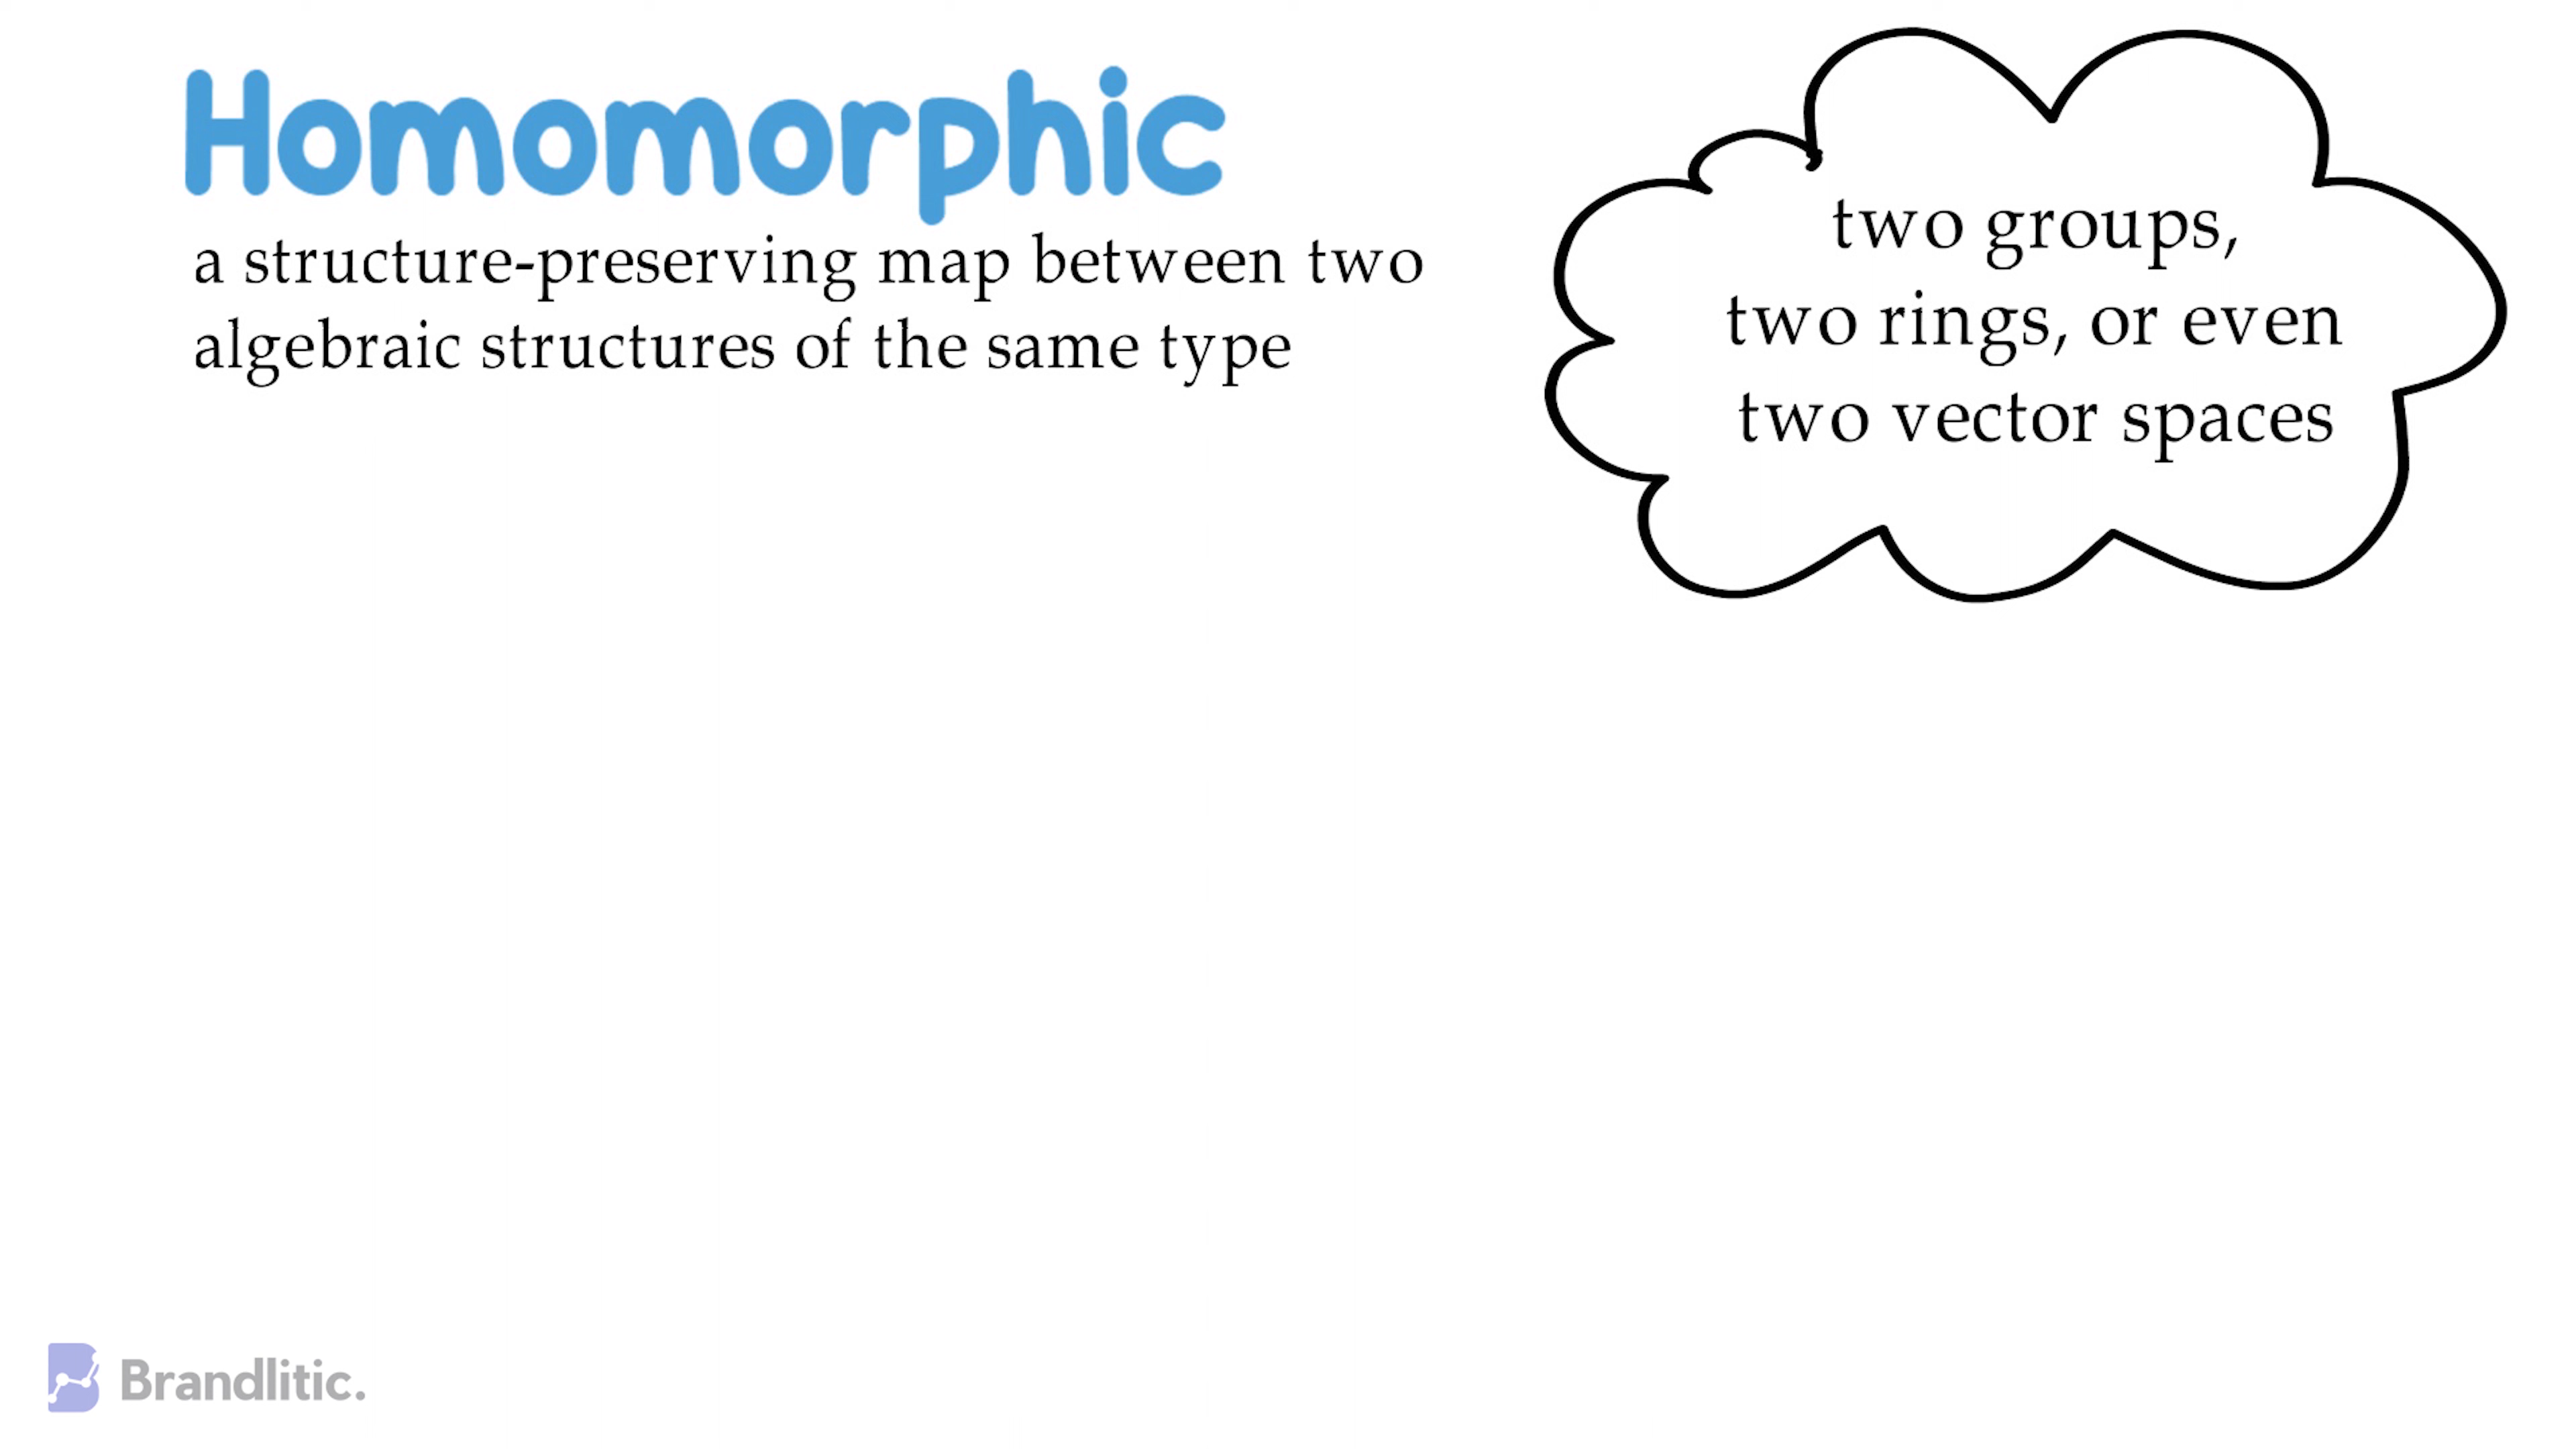 Homomorphic
a structure-preserving map between two
algebraic structures of the same type
two groups,
two rings, or even
two vector spaces
Brandlitic.